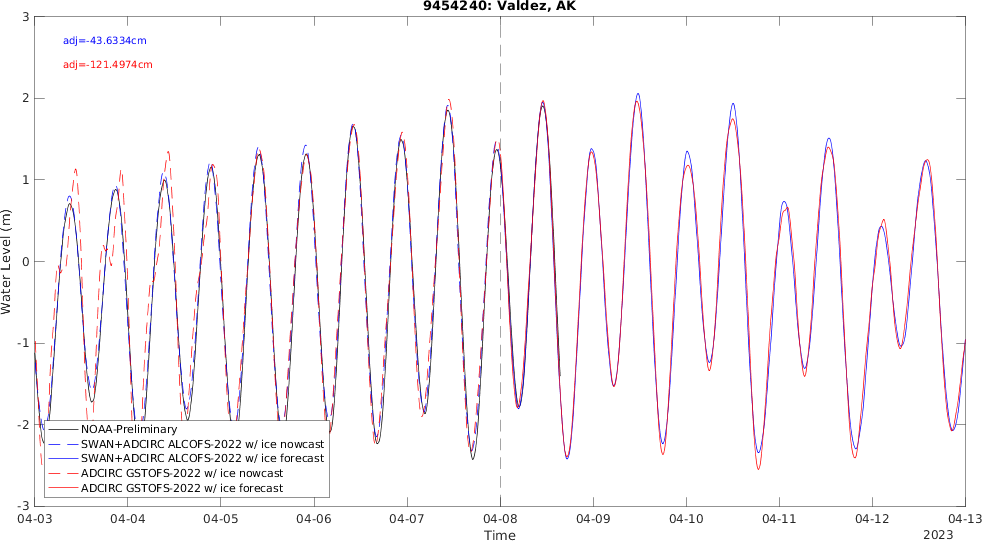 9454240: Valdez, AK
adj=-43.6334cm
adj=-121.4974cm
Water Level (m)
3
2
1
0
-1
-2
-3
NOAA-Preliminary
SWAN+ADCIRC ALCOFS-2022 w/ ice nowcast
SWAN+ADCIRC ALCOFS-2022 w/ ice forecast
ADCIRC GSTOFS-2022 w/ ice nowcast
ADCIRC GSTOFS-2022 w/ ice forecast
04-03 04-04 04-05 04-06 04-07 04-08 04-09 04-10 04-11 04-12 04-13
Time
2023